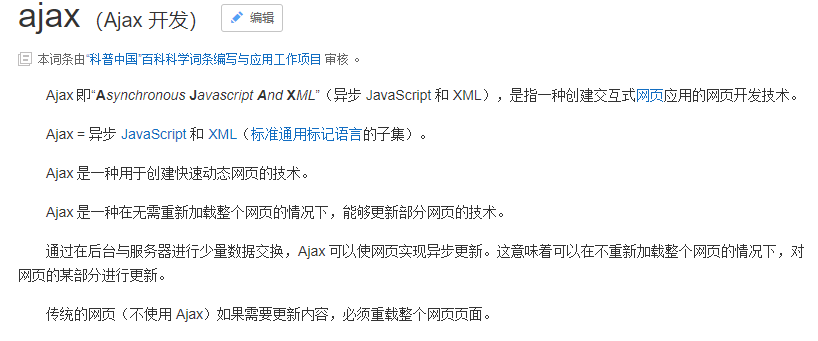 ajax（Ajax 开发） 编辑
本词条由“科普中国”百科科学词条编写与应用工作项目 审核 。
Ajax 即“Asynchronous Javascript And XML”（异步 JavaScript 和 XML），是指一种创建交互式网页应用的网页开发技术。
Ajax = 异步 JavaScript 和 XML（标准通用标记语言的子集）。
Ajax 是一种用于创建快速动态网页的技术。
Ajax 是一种在无需重新加载整个网页的情况下，能够更新部分网页的技术。
通过在后台与服务器进行少量数据交换，Ajax 可以使网页实现异步更新。这意味着可以在不重新加载整个网页的情况下，对
网页的某部分进行更新。
传统的网页（不使用 Ajax）如果需要更新内容，必须重载整个网页页面。